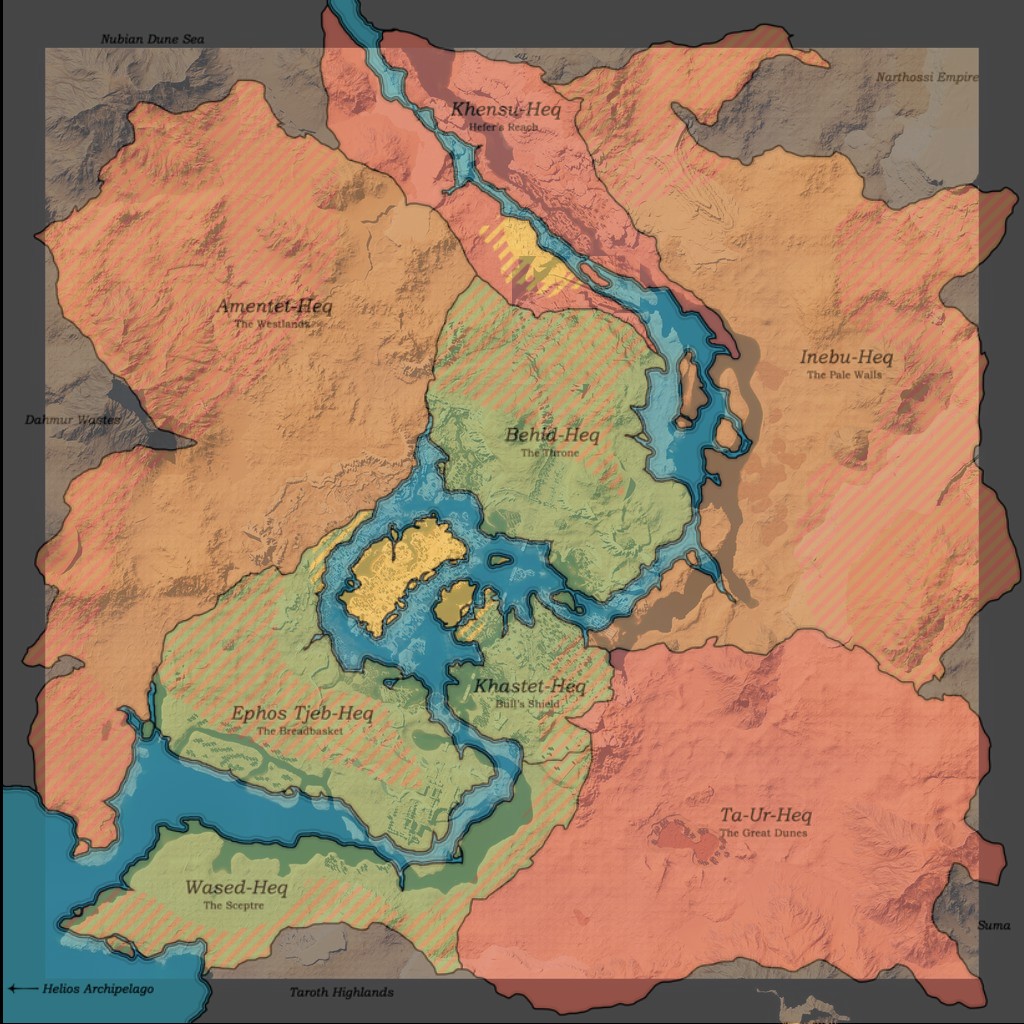 Nubian Dune Sea
Narthossi Empire
Khensu-Heq
Hefer's Reach
Amentet-Heq
The Westlands
Inebu-Heq
The Pale Walls
Dahmur Wastes
Behid-Heq
The Throne
Khastet-Heq
Bull's Shield
Ephos Tjeb-Heq
The Breadbasket
Ta-Ur-Heq
The Great Dunes
Wased-Heq
The Sceptre
Suma
Helios Archipelago
Taroth Highlands